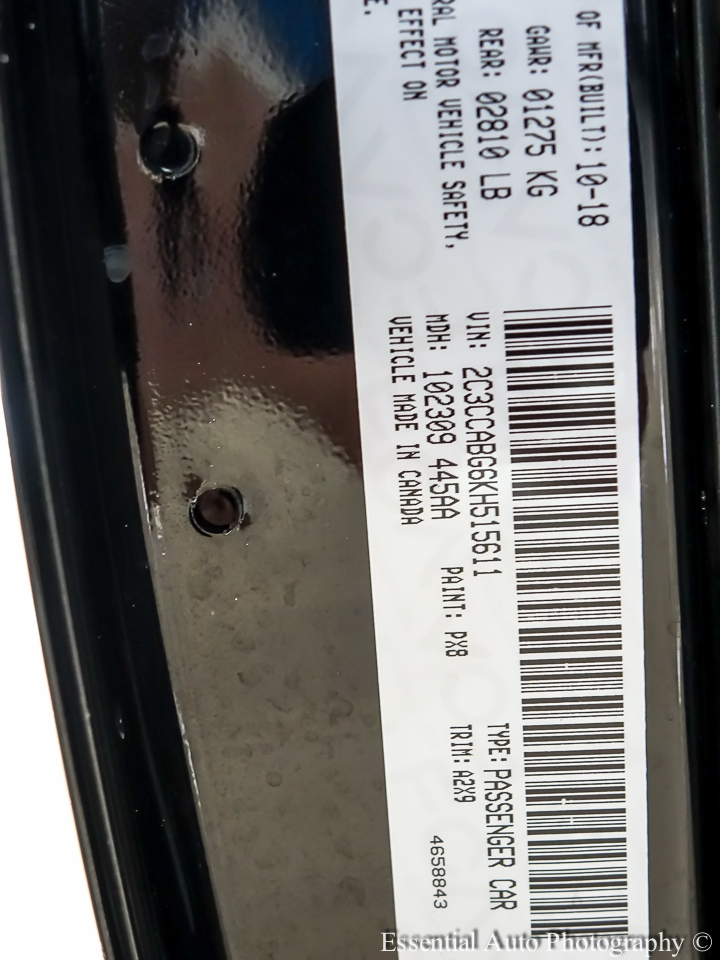 OF MFR(BUILT): 10-18
GAWR: 01275 KG
REAR: 02810 LB
MOTOR VEHICLE SAFETY,
EFFECT ON
VIN: 2C3CCABG6KH515611
TYPE: PASSENGER CAR
MDH: 102309 445AA
PAINT: PX8
TRIM: A2X9
VEHICLE MADE IN CANADA
4658843
Essential Auto Photography ©